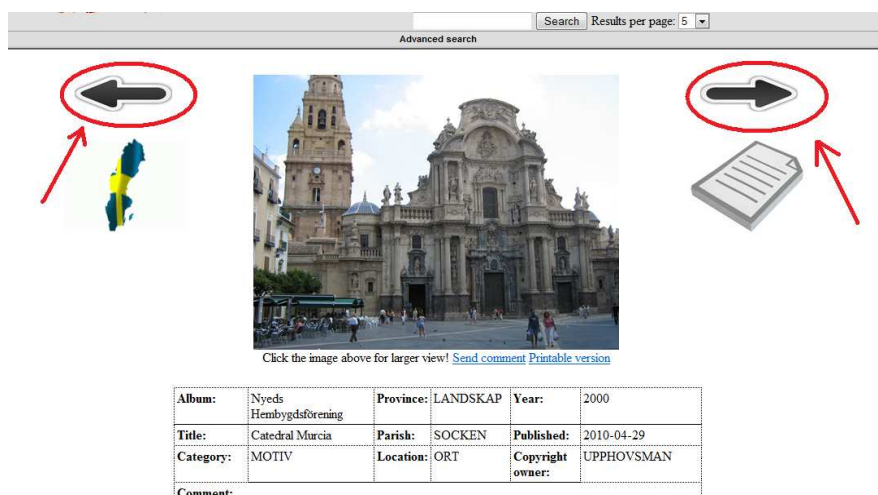 Search Results per page: 5
Advanced search
Click the image above for larger view! Send comment Printable version
Album: Nyeds Hembygdsförening Province: LANDSKAP Year: 2000
Title: Catedral Murcia Parish: SOCKEN Published: 2010-04-29
Category: MOTIV Location: ORT Copyright owner: UPPHOVSMAN
Comment: